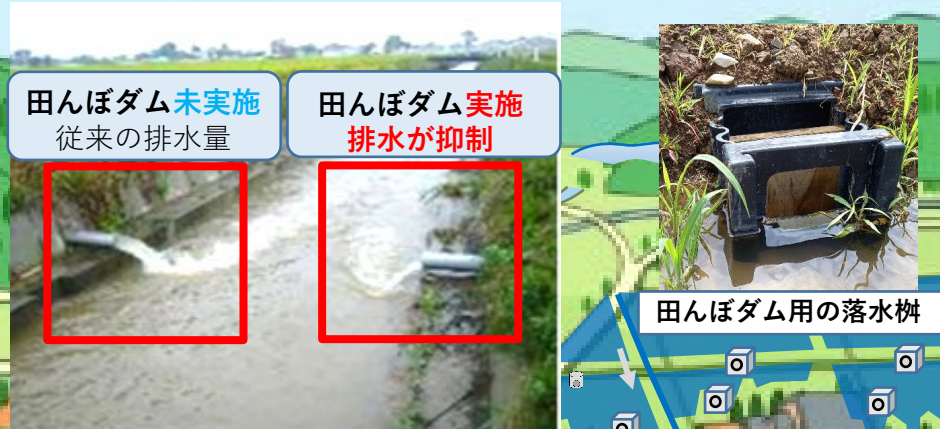 田んぼダム未実施
従来の排水量
田んぼダム実施
排水が抑制
田んぼダム用の落水桝